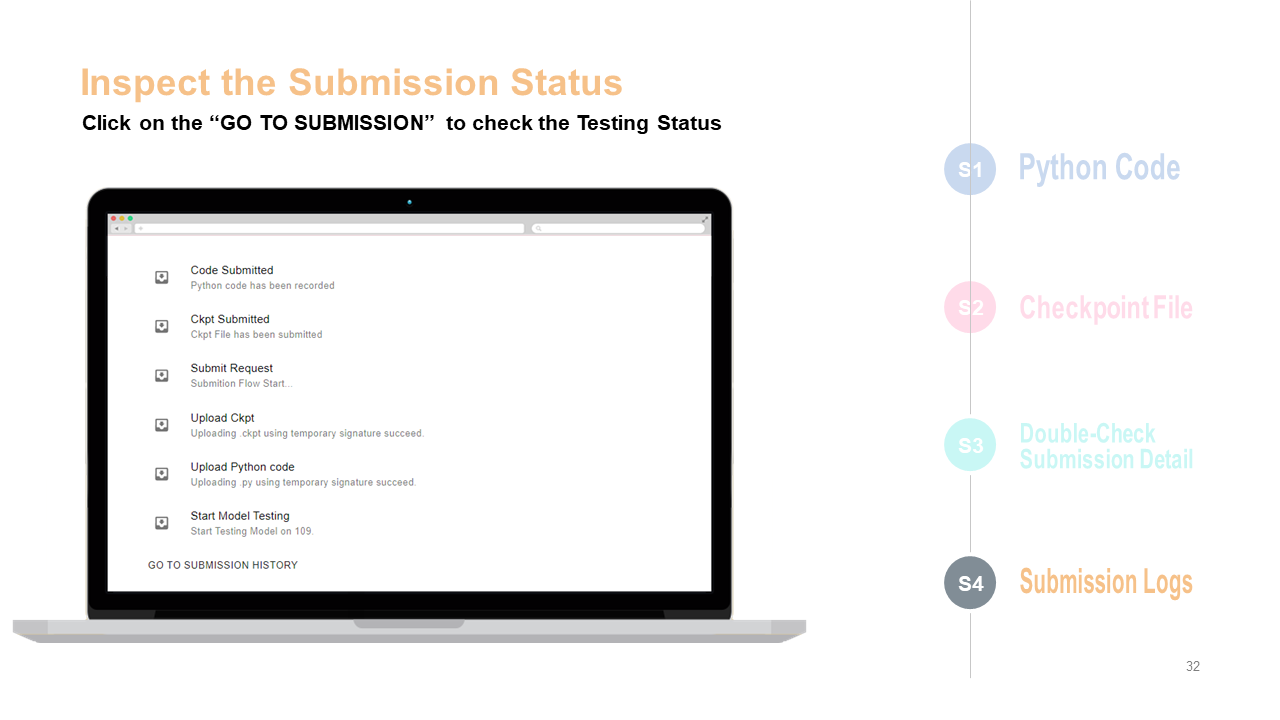 Inspect the Submission Status
Click on the “GO TO SUBMISSION” to check the Testing Status
Code Submitted
Python code has been recorded
Ckpt Submitted
Ckpt File has been submitted
Submit Request
Submition Flow Start...
Upload Ckpt
Uploading .ckpt using temporary signature succeed.
Upload Python code
Uploading .py using temporary signature succeed.
Start Model Testing
Start Testing Model on 109.
GO TO SUBMISSION HISTORY
S1 Python Code
S2 Checkpoint File
S3 Double-Check
Submission Detail
S4 Submission Logs
32